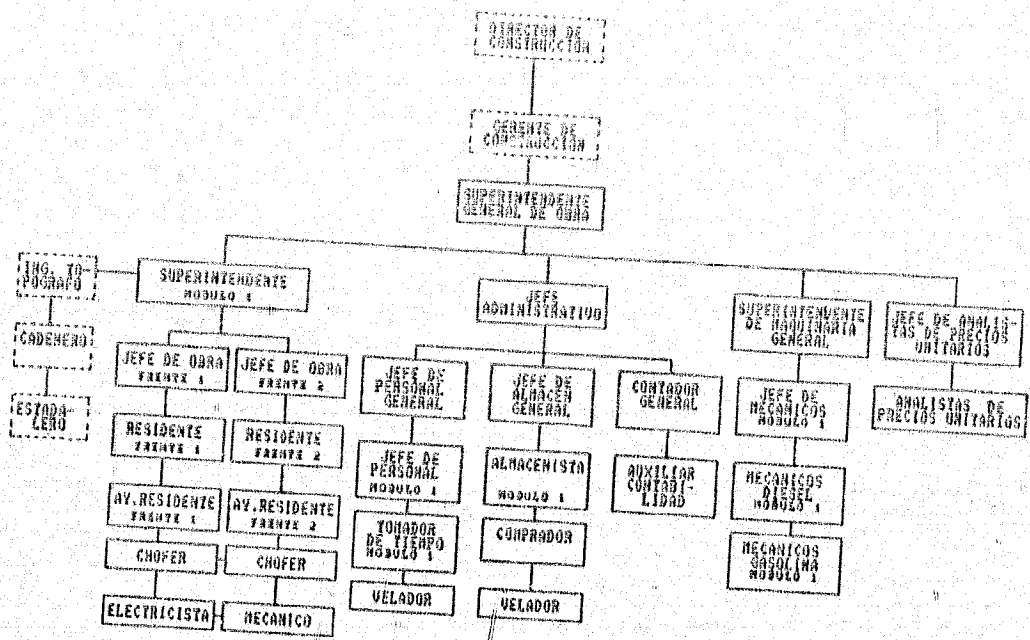 DIRECTOR DE
CONSTRUCCION
GERENTE DE
CONSTRUCCION
SUPERINTENDENTE
GENERAL DE OBRA
ING. TO-
POGRAFO
CADENERO
ESTADA-
LERO
SUPERINTENDENTE
MODULO 1
JEFE DE OBRA
FRENTE 1
JEFE DE OBRA
FRENTE 2
RESIDENTE
FRENTE 1
RESIDENTE
FRENTE 2
AY.RESIDENTE
FRENTE 1
AY.RESIDENTE
FRENTE 2
CHOFER
CHOFER
ELECTRICISTA
MECANICO
JEFE
ADMINISTRATIVO
JEFE DE
PERSONAL
GENERAL
JEFE DE
ALMACEN
GENERAL
CONTADOR
GENERAL
JEFE DE
PERSONAL
MODULO 1
ALMACENISTA
MODULO 1
AUXILIAR
CONTABI-
LIDAD
TOMADOR
DE TIEMPO
MODULO 1
COMPRADOR
VELADOR
VELADOR
SUPERINTENVENTE
DE MAQUINARIA
GENERAL
JEFE DE
MECANICOS
MODULO 1
MECANICOS
DIESEL
MODULO 1
MECANICOS
GASOLINA
MODULO 1
JEFE DE ANALIS-
TAS DE PRECIOS
UNITARIOS
ANALISTAS DE
PRECIOS UNITARIOS